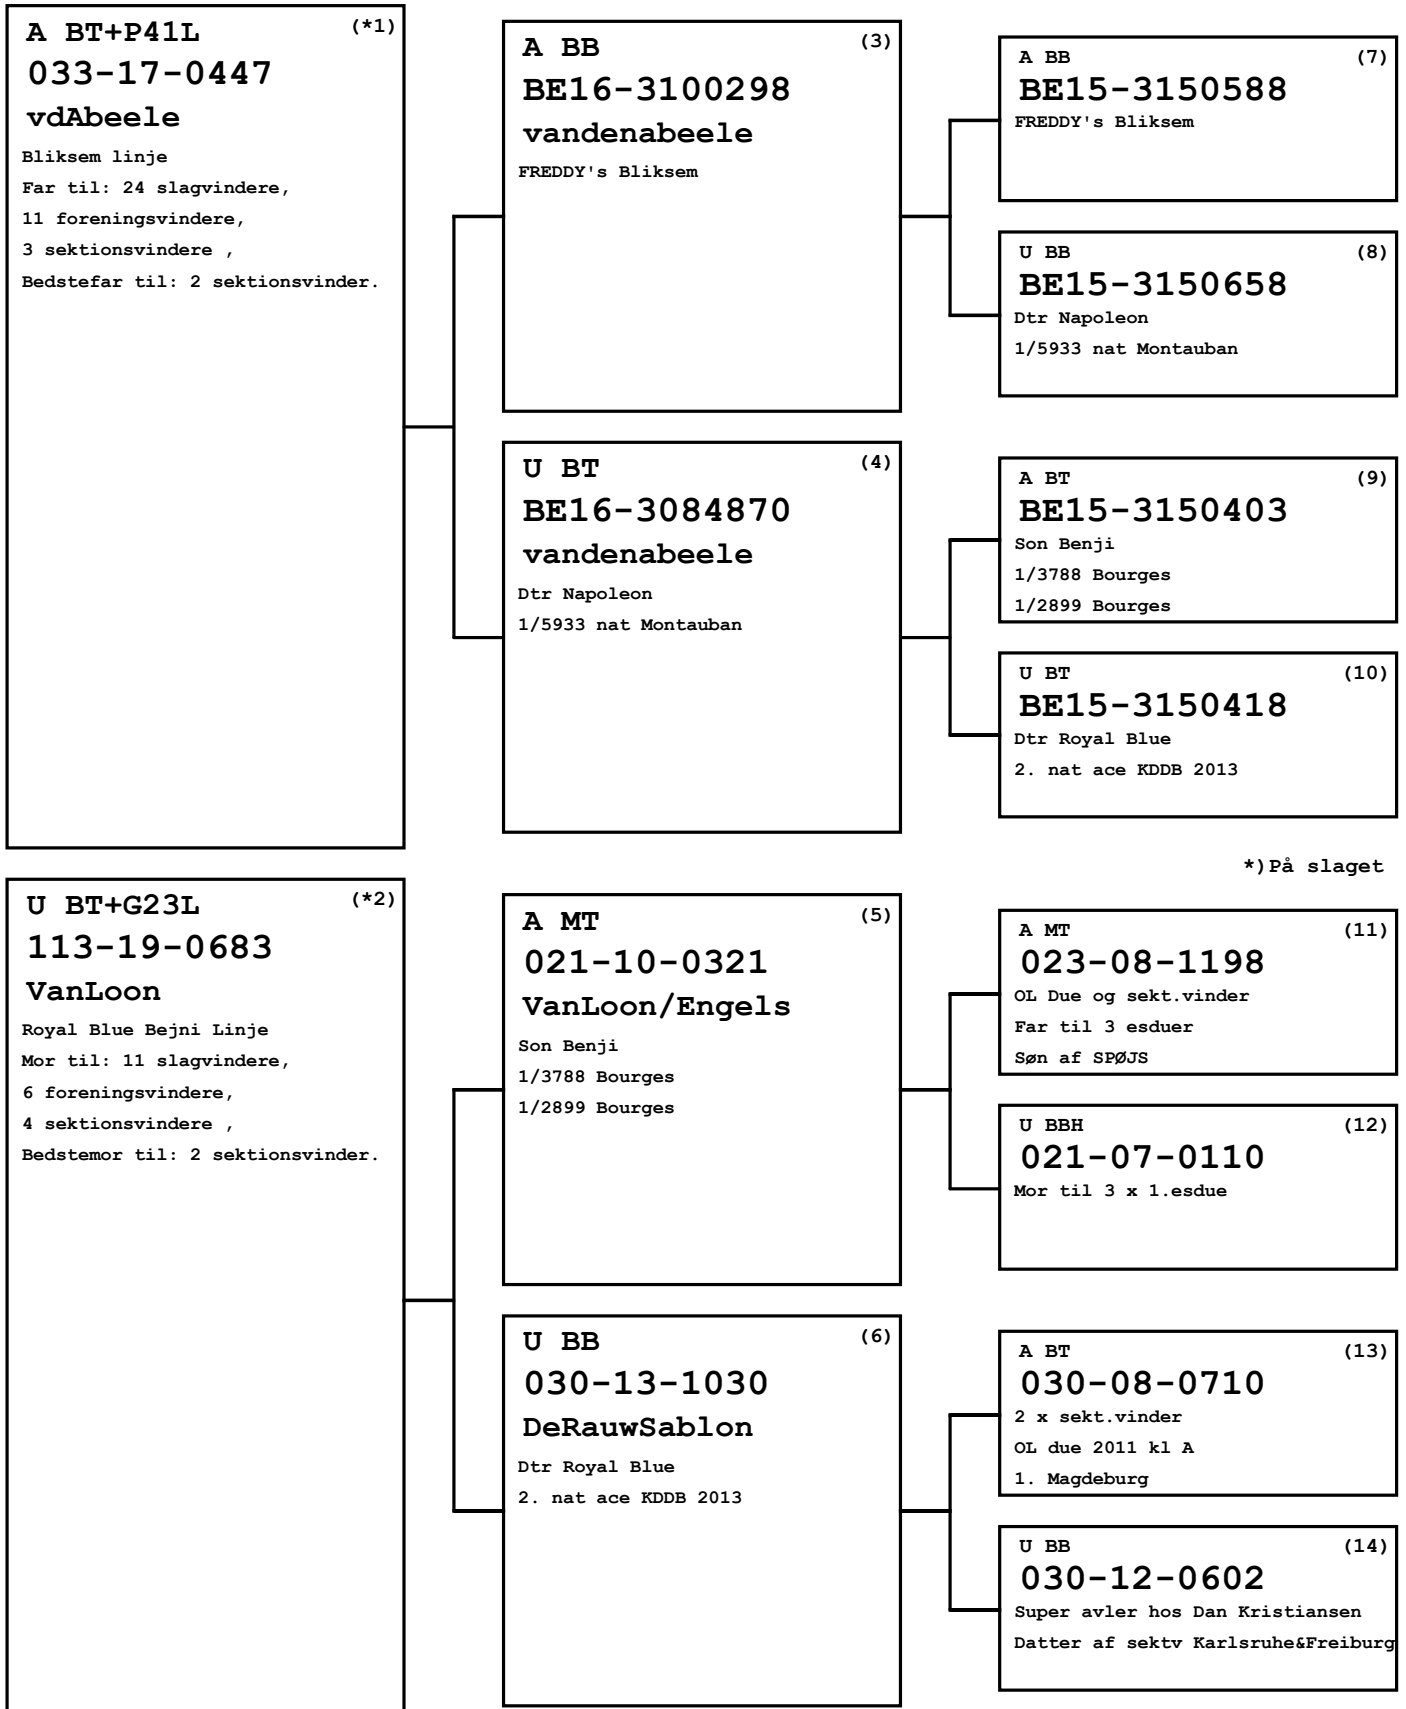 A BT+P41L (*1)
033-17-0447
vdAbeele
Bliksem linje
Far til: 24 slagvindere,
11 foreningsvindere,
3 sektionsvindere ,
Bedstefar til: 2 sektionsvinder.
A BB (3)
BE16-3100298
vandenabeele
FREDDY's Bliksem
A BB (7)
BE15-3150588
FREDDY's Bliksem
U BB (8)
BE15-3150658
Dtr Napoleon
1/5933 nat Montauban
U BT (4)
BE16-3084870
vandenabeele
Dtr Napoleon
1/5933 nat Montauban
A BT (9)
BE15-3150403
Son Benji
1/3788 Bourges
1/2899 Bourges
U BT (10)
BE15-3150418
Dtr Royal Blue
2. nat ace KDDB 2013
*)På slaget
U BT+G23L (*2)
113-19-0683
VanLoon
Royal Blue Bejni Linje
Mor til: 11 slagvindere,
6 foreningsvindere,
4 sektionsvindere ,
Bedstemor til: 2 sektionsvinder.
A MT (5)
021-10-0321
VanLoon/Engels
Son Benji
1/3788 Bourges
1/2899 Bourges
A MT (11)
023-08-1198
OL Due og sekt.vinder
Far til 3 esduer
Søn af SPØJS
U BBH (12)
021-07-0110
Mor til 3 x 1.esdue
U BB (6)
030-13-1030
DeRauwSablon
Dtr Royal Blue
2. nat ace KDDB 2013
A BT (13)
030-08-0710
2 x sekt.vinder
OL due 2011 kl A
1. Magdeburg
U BB (14)
030-12-0602
Super avler hos Dan Kristiansen
Datter af sektv Karlsruhe&Freiburg